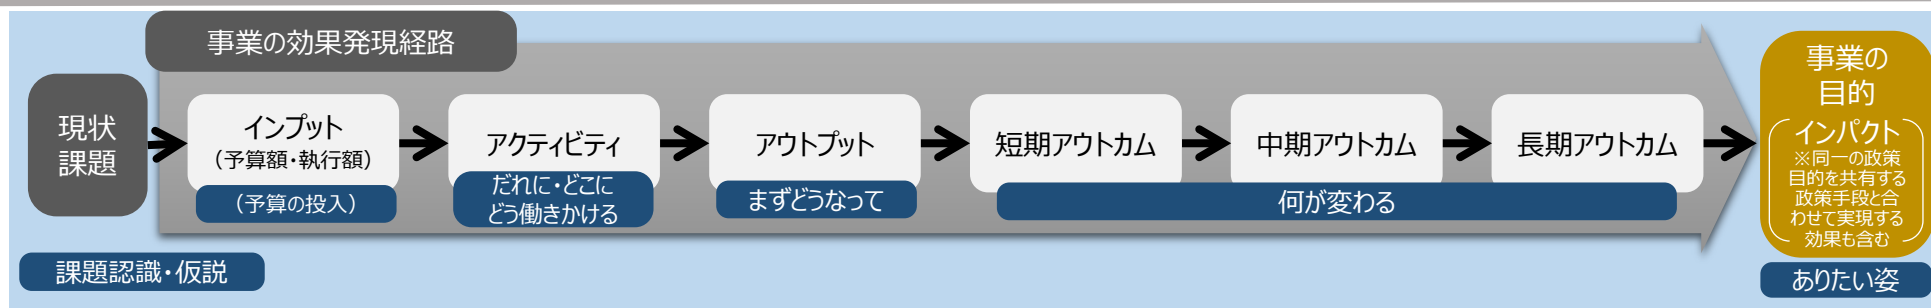 事業の効果発現経路
現状
課題
インプット
（予算額・執行額）
（予算の投入）
アクティビティ
だれに・どこに
どう働きかける
アウトプット
まずどうなって
短期アウトカム
中期アウトカム
長期アウトカム
何が変わる
事業の
目的
インパクト
※同一の政策
目的を共有する
政策手段と合
わせて実現する
効果も含む
課題認識・仮説
ありたい姿